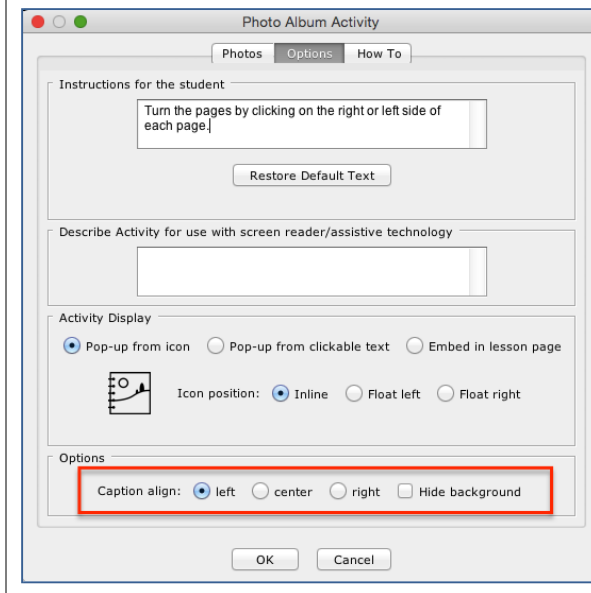 Photo Album Activity
Photos Options How To
Instructions for the student
Turn the pages by clicking on the right or left side of
each page.
Restore Default Text
Describe Activity for use with screen reader/assistive technology
Activity Display
Pop-up from icon Pop-up from clickable text Embed in lesson page
Icon position: Inline Float left Float right
Options
Caption align: left center right Hide background
OK Cancel